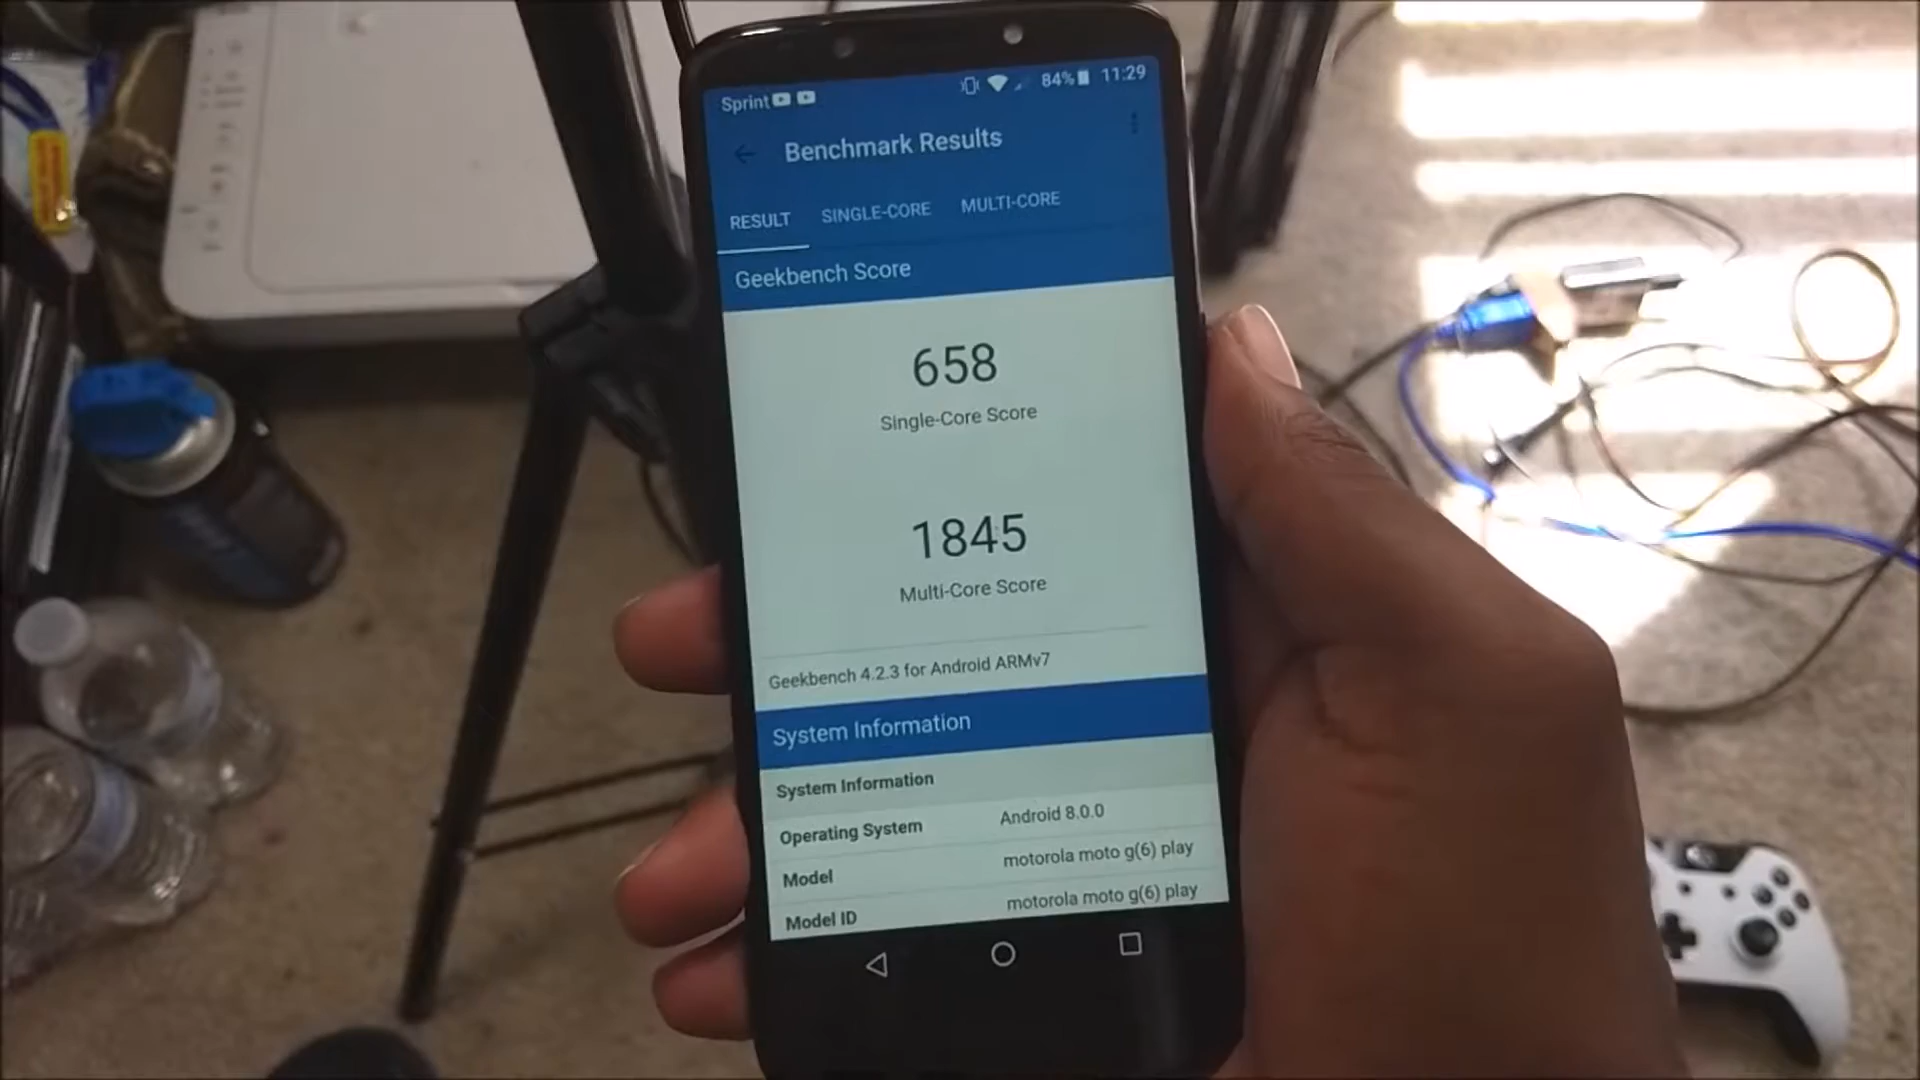 Sprint 84% 11:29
Benchmark Results
RESULT SINGLE-CORE MULTI-CORE
Geekbench Score
658
Single-Core Score
1845
Multi-Core Score
Geekbench 4.2.3 for Android ARMv7
System Information
System Information
Operating System Android 8.0.0
Model motorola moto g(6) play
Model ID motorola moto g(6) play